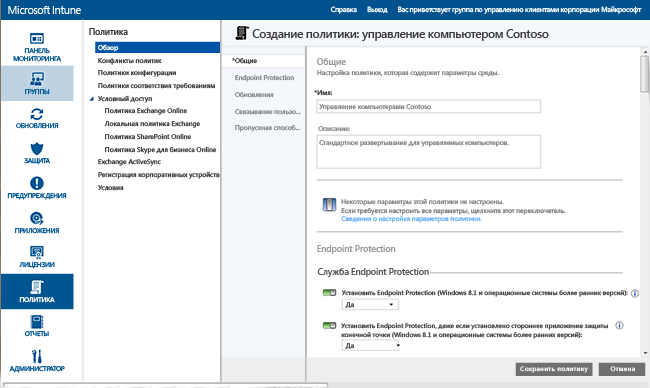 Microsoft Intune
Справка Выход Вас приветствует группа по управлению клиентами корпорации Майкрософт
ПАНЕЛЬ
МОНИТОРИНГА
ГРУППЫ
ОБНОВЛЕНИЯ
ЗАЩИТА
ПРЕДУПРЕЖДЕНИЯ
ПРИЛОЖЕНИЯ
ЛИЦЕНЗИИ
ПОЛИТИКА
ОТЧЕТЫ
АДМИНИСТРАТОР
Политика
Обзор
Конфликты политик
Политики конфигурации
Политики соответствия требованиям
Условный доступ
Политика Exchange Online
Локальная политика Exchange
Политика SharePoint Online
Политика Skype для бизнеса Online
Exchange ActiveSync
Регистрация корпоративных устройств
Условия
Создание политики: управление компьютером Contoso
*Общие
Endpoint Protection
Обновления
Связывание пользо...
Пропускная способ...
Общие
Настройка политики, которая содержит параметры среды.
*Имя:
Управление компьютерами Contoso
Описание:
Стандартное развертывание для управляемых компьютеров.
Некоторые параметры этой политики не настроены.
Если требуется настроить все параметры, щелкните этот переключатель.
Сведения о настройке параметров политики.
Endpoint Protection
Служба Endpoint Protection
Установить Endpoint Protection (Windows 8.1 и операционные системы более ранних версий):
Да
Установить Endpoint Protection, даже если установлено стороннее приложение защиты
конечной точки (Windows 8.1 и операционные системы более ранних версий):
Да
Сохранить политику
Отмена